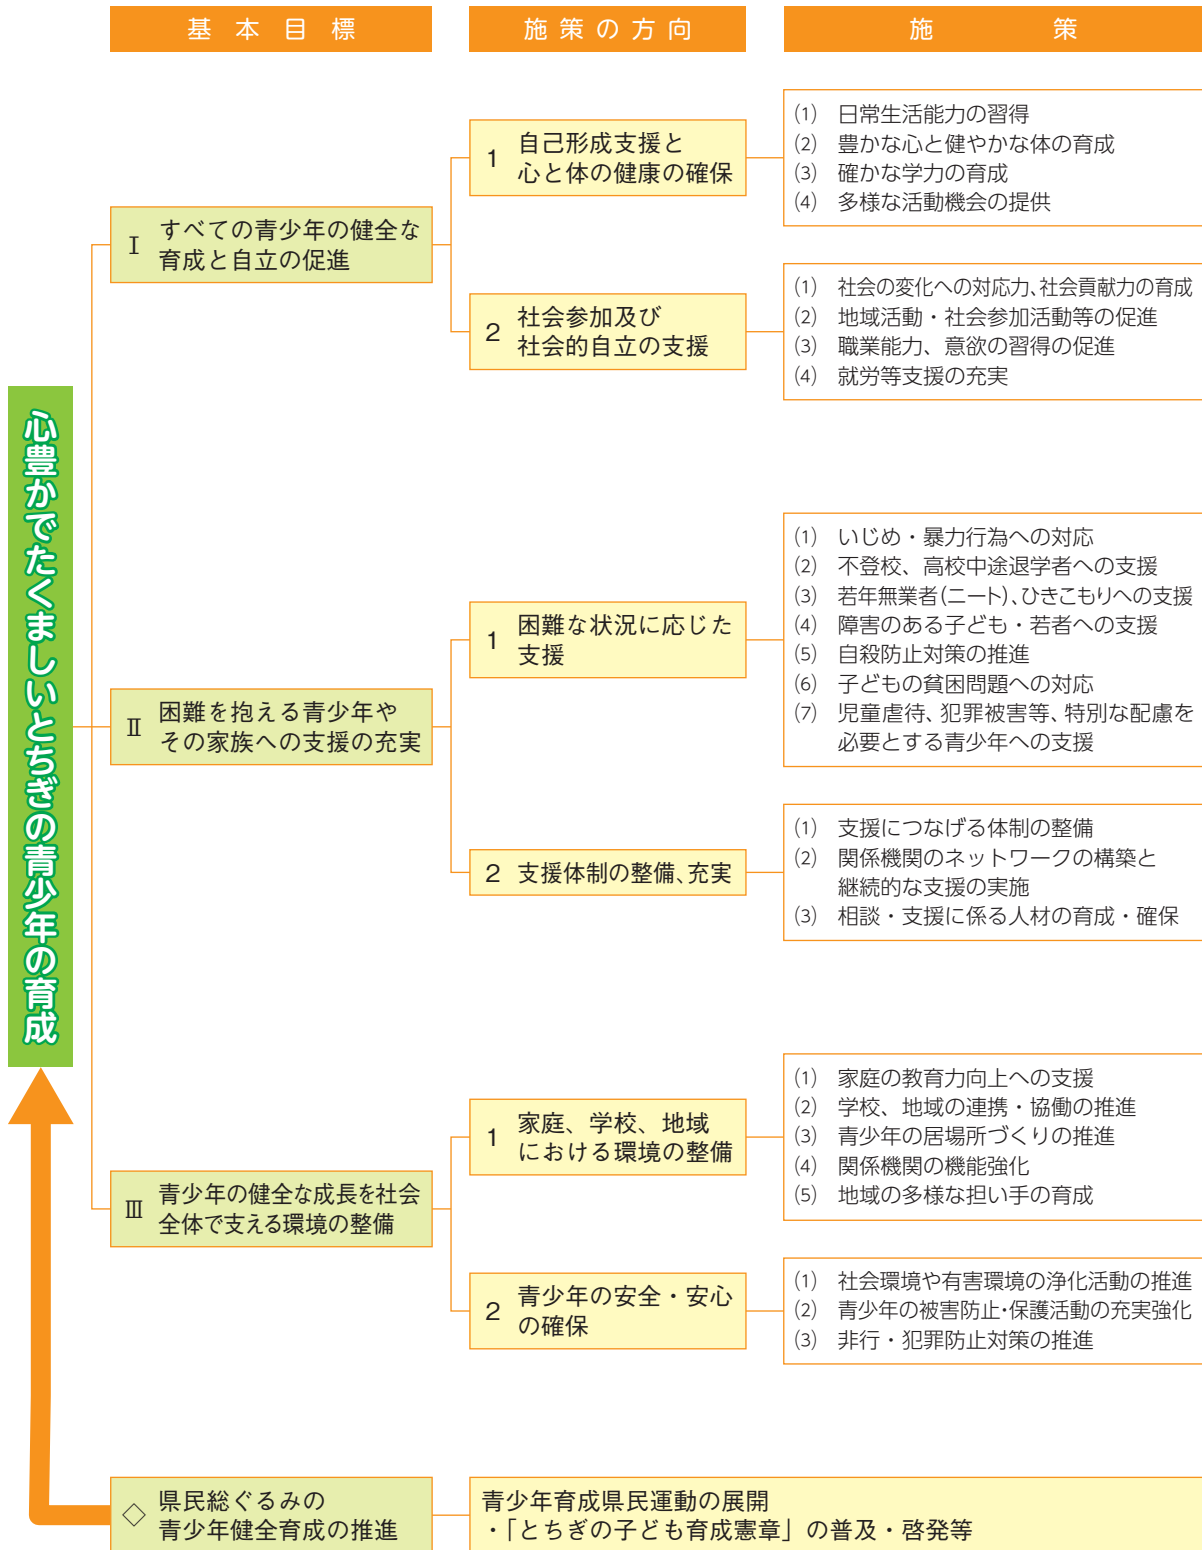 基本目標
施策の方向
施策
心豊かでたくましいとちぎの青少年の育成
Ⅰ すべての青少年の健全な
育成と自立の促進
1 自己形成支援と
心と体の健康の確保
(1) 日常生活能力の習得
(2) 豊かな心と健やかな体の育成
(3) 確かな学力の育成
(4) 多様な活動機会の提供
2 社会参加及び
社会的自立の支援
(1) 社会の変化への対応力、社会貢献力の育成
(2) 地域活動・社会参加活動等の促進
(3) 職業能力、意欲の習得の促進
(4) 就労等支援の充実
Ⅱ 困難を抱える青少年や
その家族への支援の充実
1 困難な状況に応じた
支援
(1) いじめ・暴力行為への対応
(2) 不登校、高校中途退学者への支援
(3) 若年無業者(ニート)、ひきこもりへの支援
(4) 障害のある子ども・若者への支援
(5) 自殺防止対策の推進
(6) 子どもの貧困問題への対応
(7) 児童虐待、犯罪被害等、特別な配慮を
必要とする青少年への支援
2 支援体制の整備、充実
(1) 支援につなげる体制の整備
(2) 関係機関のネットワークの構築と
継続的な支援の実施
(3) 相談・支援に係る人材の育成・確保
Ⅲ 青少年の健全な成長を社会
全体で支える環境の整備
1 家庭、学校、地域
における環境の整備
(1) 家庭の教育力向上への支援
(2) 学校、地域の連携・協働の推進
(3) 青少年の居場所づくりの推進
(4) 関係機関の機能強化
(5) 地域の多様な担い手の育成
2 青少年の安全・安心
の確保
(1) 社会環境や有害環境の浄化活動の推進
(2) 青少年の被害防止・保護活動の充実強化
(3) 非行・犯罪防止対策の推進
◇ 県民総ぐるみの
青少年健全育成の推進
青少年育成県民運動の展開
・「とちぎの子ども育成憲章」の普及・啓発等